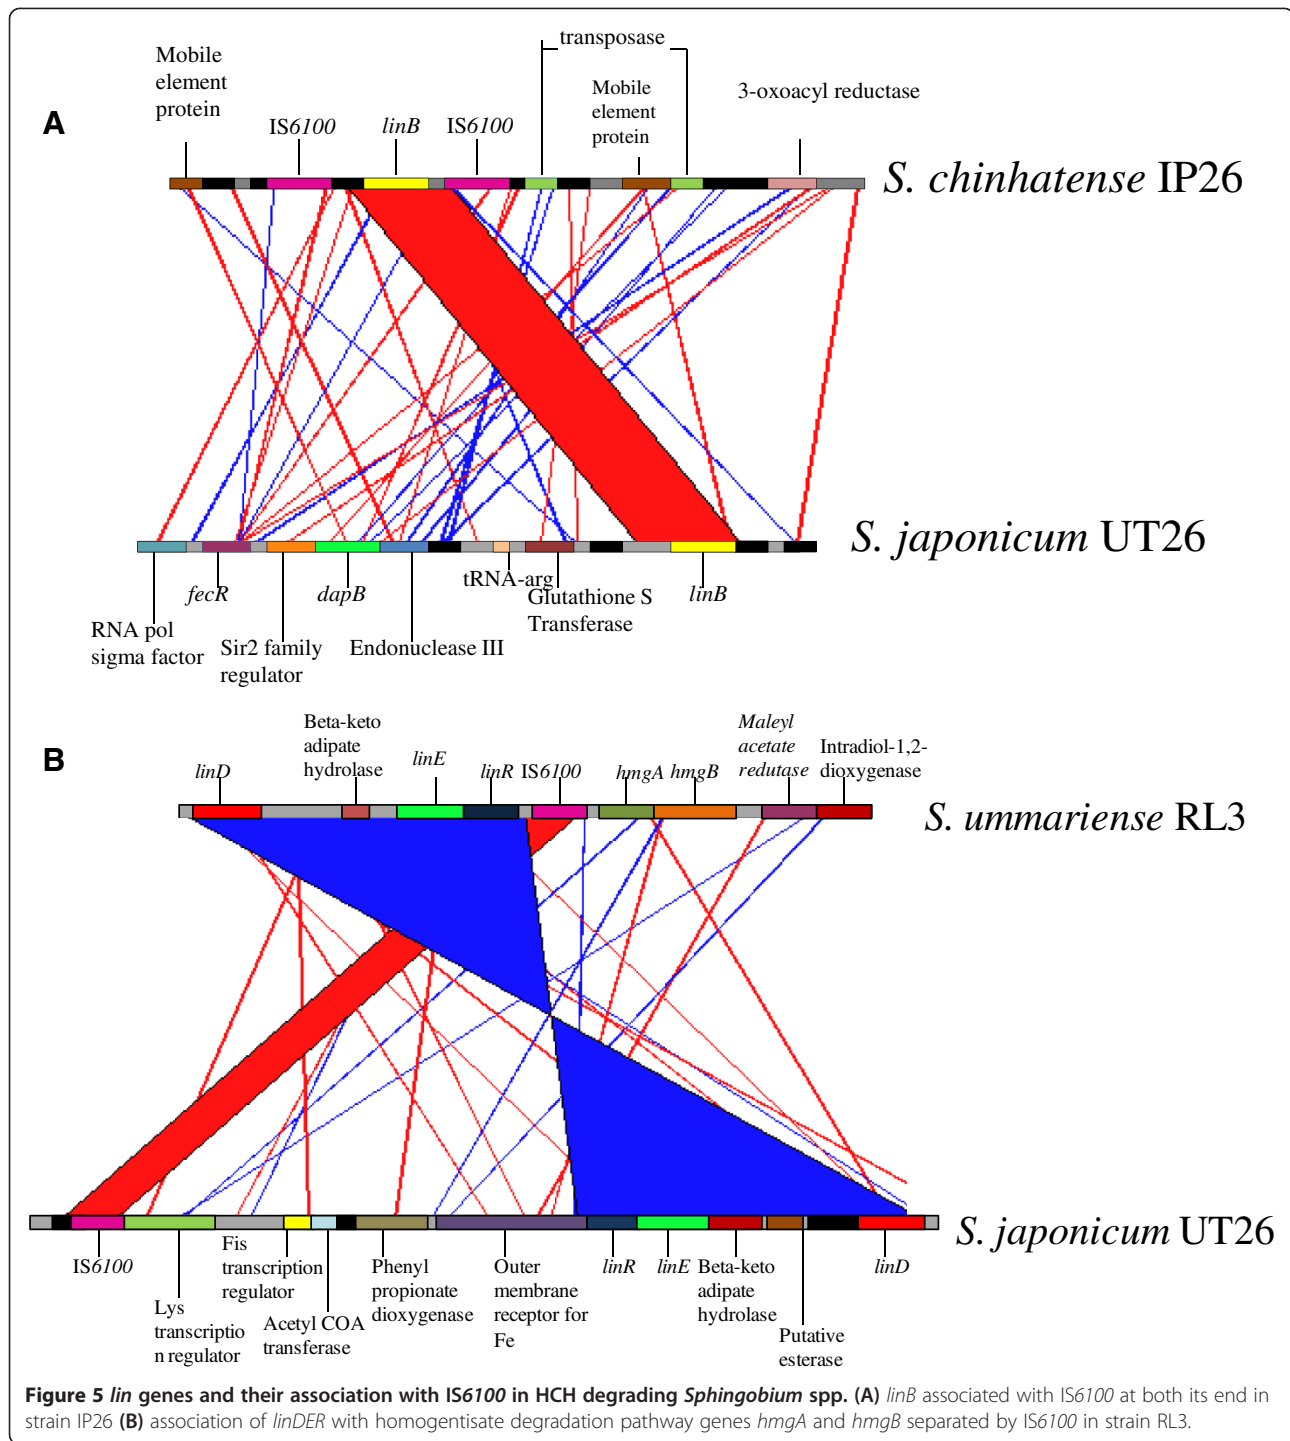 A
Mobile
element
protein
IS6100
linB
IS6100
transposase
Mobile
element
protein
3-oxoacyl reductase
S. chinhatense IP26
S. japonicum UT26
RNA pol
sigma factor
fecR
Sir2 family
regulator
dapB
Endonuclease III
tRNA-arg
Glutathione S
Transferase
linB
B
linD
Beta-keto
adipate
hydrolase
linE
linR
IS6100
hmgA
hmgB
Maleyl
acetate
redutase
Intradiol-1,2-
dioxygenase
S. ummariense RL3
S. japonicum UT26
IS6100
Lys
transcriptio
n regulator
Fis
transcription
regulator
Acetyl COA
transferase
Phenyl
propionate
dioxygenase
Outer
membrane
receptor for
Fe
linR
linE
Beta-keto
adipate
hydrolase
Putative
esterase
linD
Figure 5 lin genes and their association with IS6100 in HCH degrading Sphingobium spp. (A) linB associated with IS6100 at both its end in
strain IP26 (B) association of linDER with homogentisate degradation pathway genes hmgA and hmgB separated by IS6100 in strain RL3.